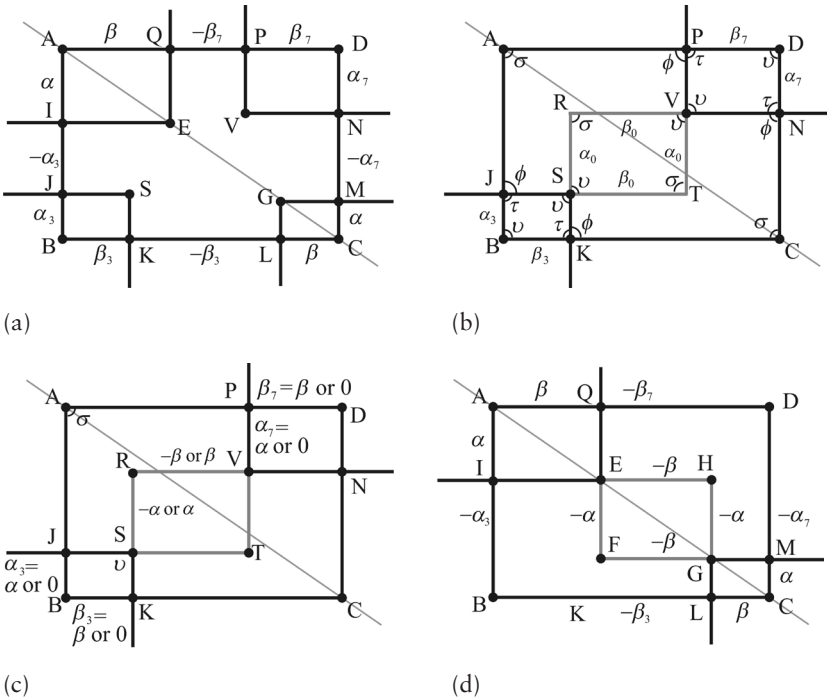 A β Q −β₇ P β₇ D
α α₇
I E V N
−α₃ −α₇
J S G M
α₃ α
B β₃ K −β₃ L β C
(a)
A P β₇ D
σ ϕ τ υ α₇
R V υ τ N
σ β₀ υ ϕ
α₀ α₀
J ϕ S υ β₀ σ T
α₃ τ υ τ ϕ σ
B υ β₃ K C
(b)
A P β₇ = β or 0 D
σ α₇ =
α or 0
R −β or β V N
−α or α
J S T
α₃ = υ
α or 0 B K C
β₃ =
β or 0
(c)
A β Q −β₇ D
α
I E −β H
−α₃ −α −α −α₇
F −β G M
α
B K −β₃ L β C
(d)